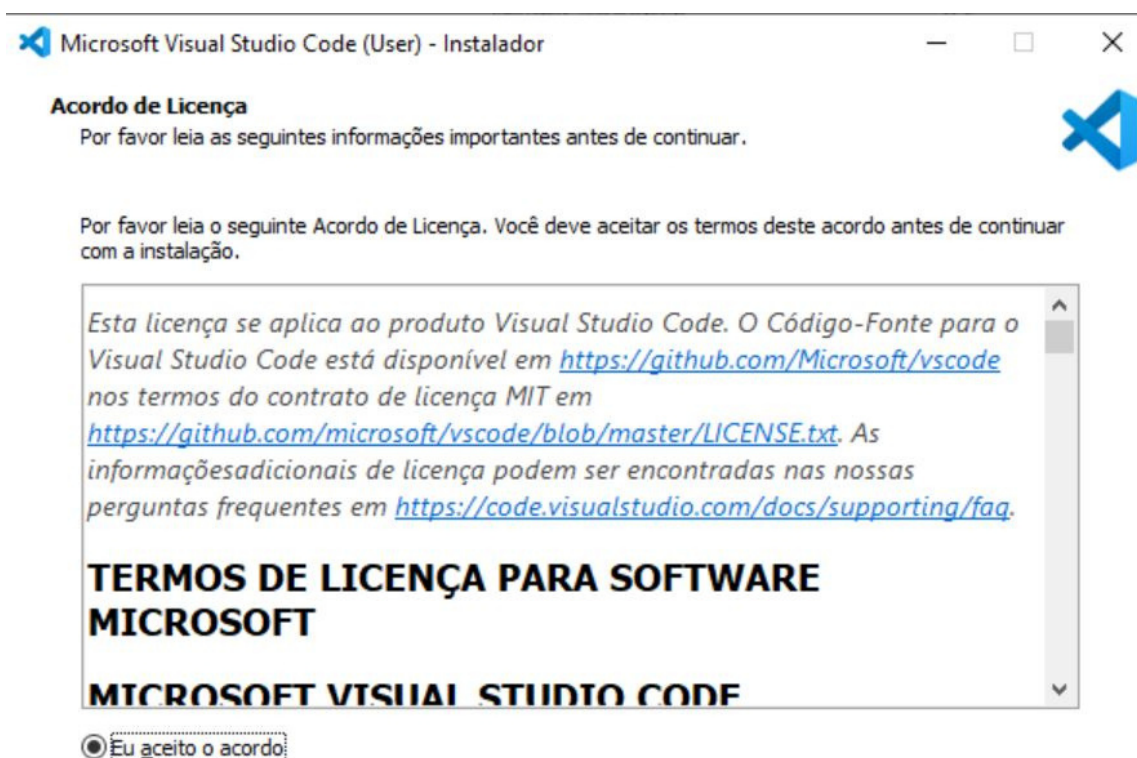 Microsoft Visual Studio Code (User) - Instalador
Acordo de Licença
Por favor leia as seguintes informações importantes antes de continuar.
Por favor leia o seguinte Acordo de Licença. Você deve aceitar os termos deste acordo antes de continuar
com a instalação.
Esta licença se aplica ao produto Visual Studio Code. O Código-Fonte para o
Visual Studio Code está disponível em https://github.com/Microsoft/vscode
nos termos do contrato de licença MIT em
https://github.com/microsoft/vscode/blob/master/LICENSE.txt. As
informaçõesadicionais de licença podem ser encontradas nas nossas
perguntas frequentes em https://code.visualstudio.com/docs/supporting/faq.
TERMOS DE LICENÇA PARA SOFTWARE
MICROSOFT
MICROSOFT VISUAL STUDIO CODE
Eu aceito o acordo